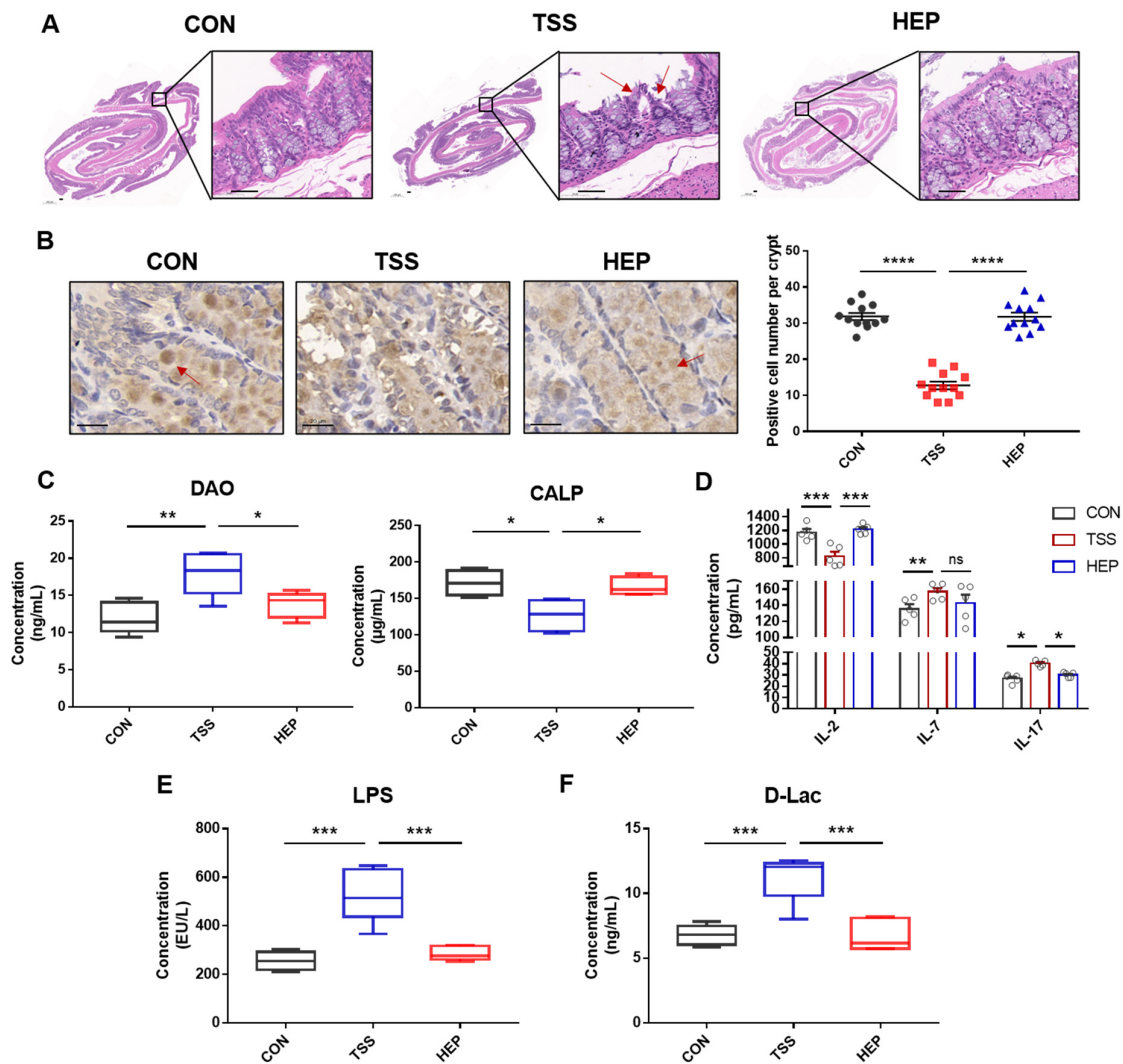 A
CON
TSS
HEP
B
CON
TSS
HEP
Positive cell number per crypt
50
40
30
20
10
0
****
****
CON
TSS
HEP
C
DAO
Concentration
(ng/mL)
25
20
15
10
5
0
**
*
CON
TSS
HEP
CALP
Concentration
(μg/mL)
250
200
150
100
50
0
*
*
CON
TSS
HEP
D
Concentration
(pg/mL)
1200
1000
800
160
140
120
100
40
30
20
10
0
***
***
**
ns
*
*
IL-2
IL-7
IL-17
CON
TSS
HEP
E
LPS
Concentration
(EU/L)
800
600
400
200
0
***
***
CON
TSS
HEP
F
D-Lac
Concentration
(ng/mL)
15
10
5
0
***
***
CON
TSS
HEP